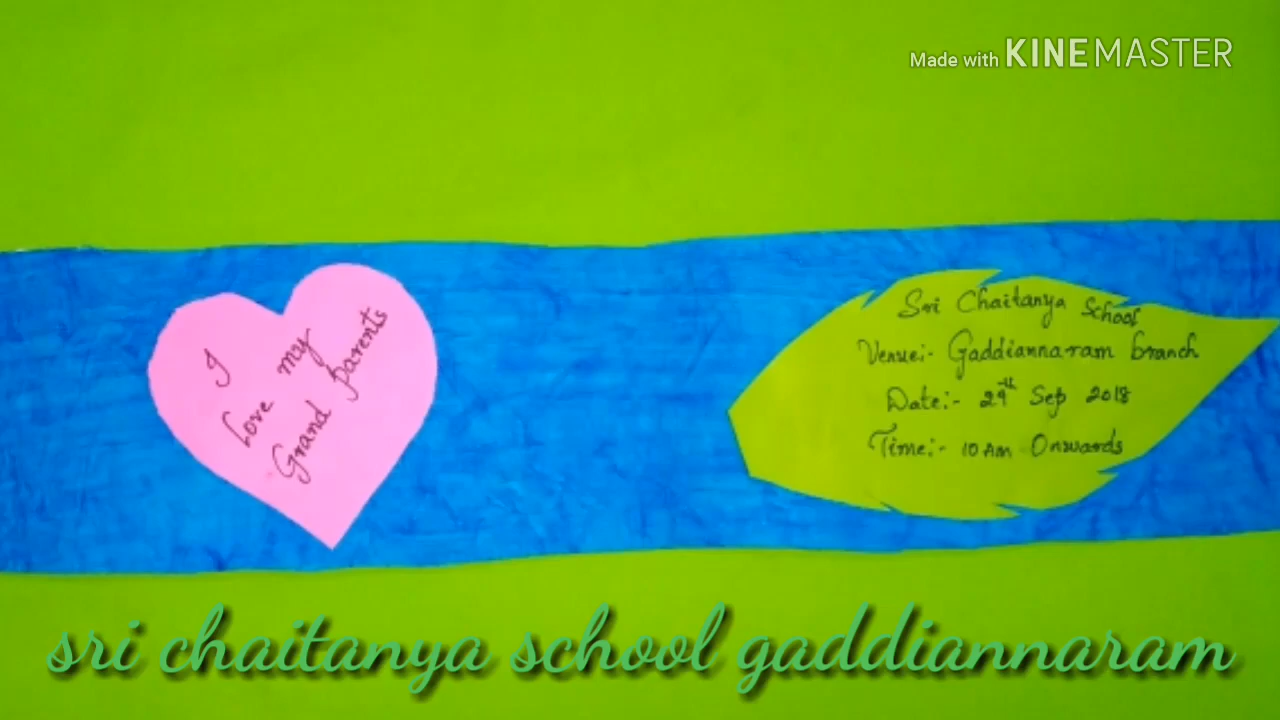 Made with KINEMASTER
I
Love my
Grand parents
Sri Chaitanya School
Venue:- Gaddiannaram branch
Date:- 29th Sep 2018
Time:- 10 Am Onwards
sri chaitanya school gaddiannaram